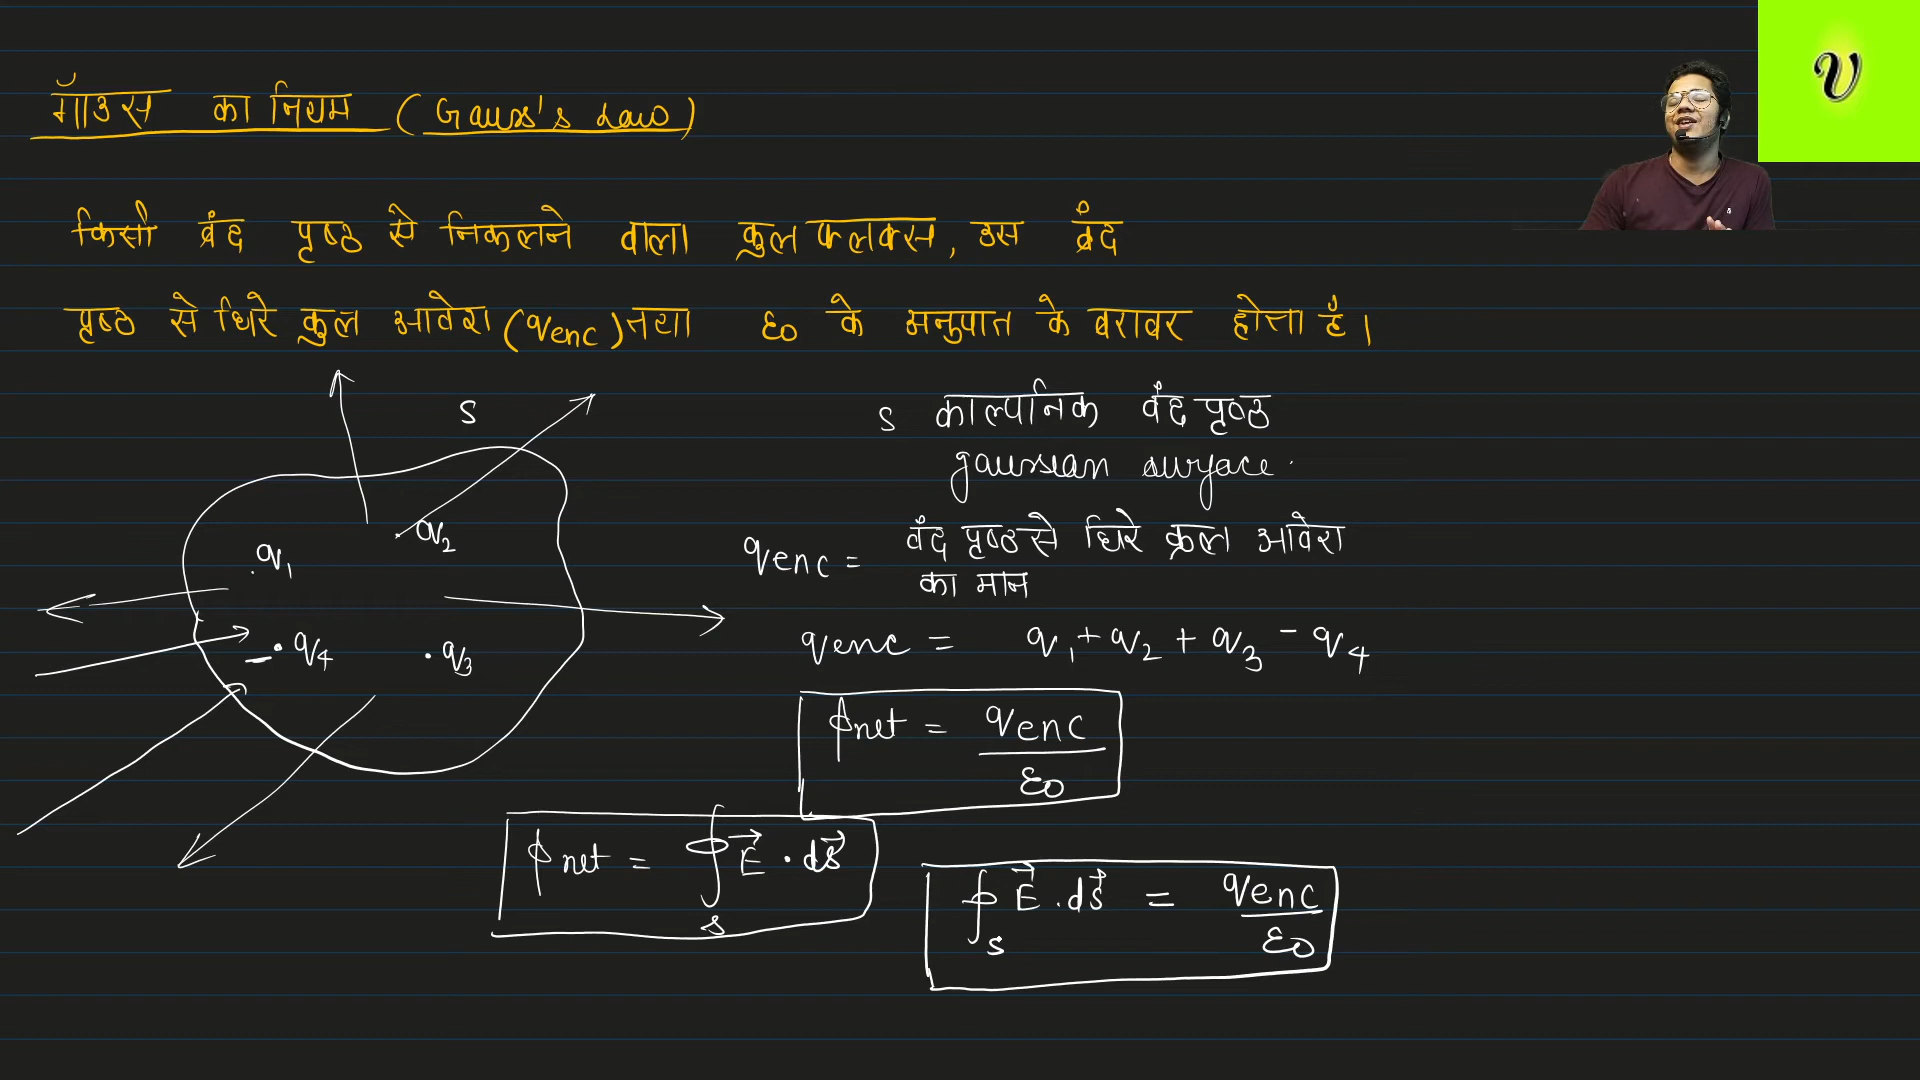 गॉउस का नियम (Gauss's Law)
किसी बंद पृष्ठ से निकलने वाला कुल फ्लक्स, उस बंद
पृष्ठ से घिरे कुल आवेश (qenc) तथा ε0 के अनुपात के बराबर होता है।
S
q1
q2
-q4
q3
S काल्पनिक बंद पृष्ठ
gaussian surface.
qenc = बंद पृष्ठ से घिरे कुल आवेश
का मान
qenc = q1 + q2 + q3 - q4
ϕnet = qenc/ε0
ϕnet = ∮s E⃗ · ds⃗
∮s E⃗ . ds⃗ = qenc/ε0
υ